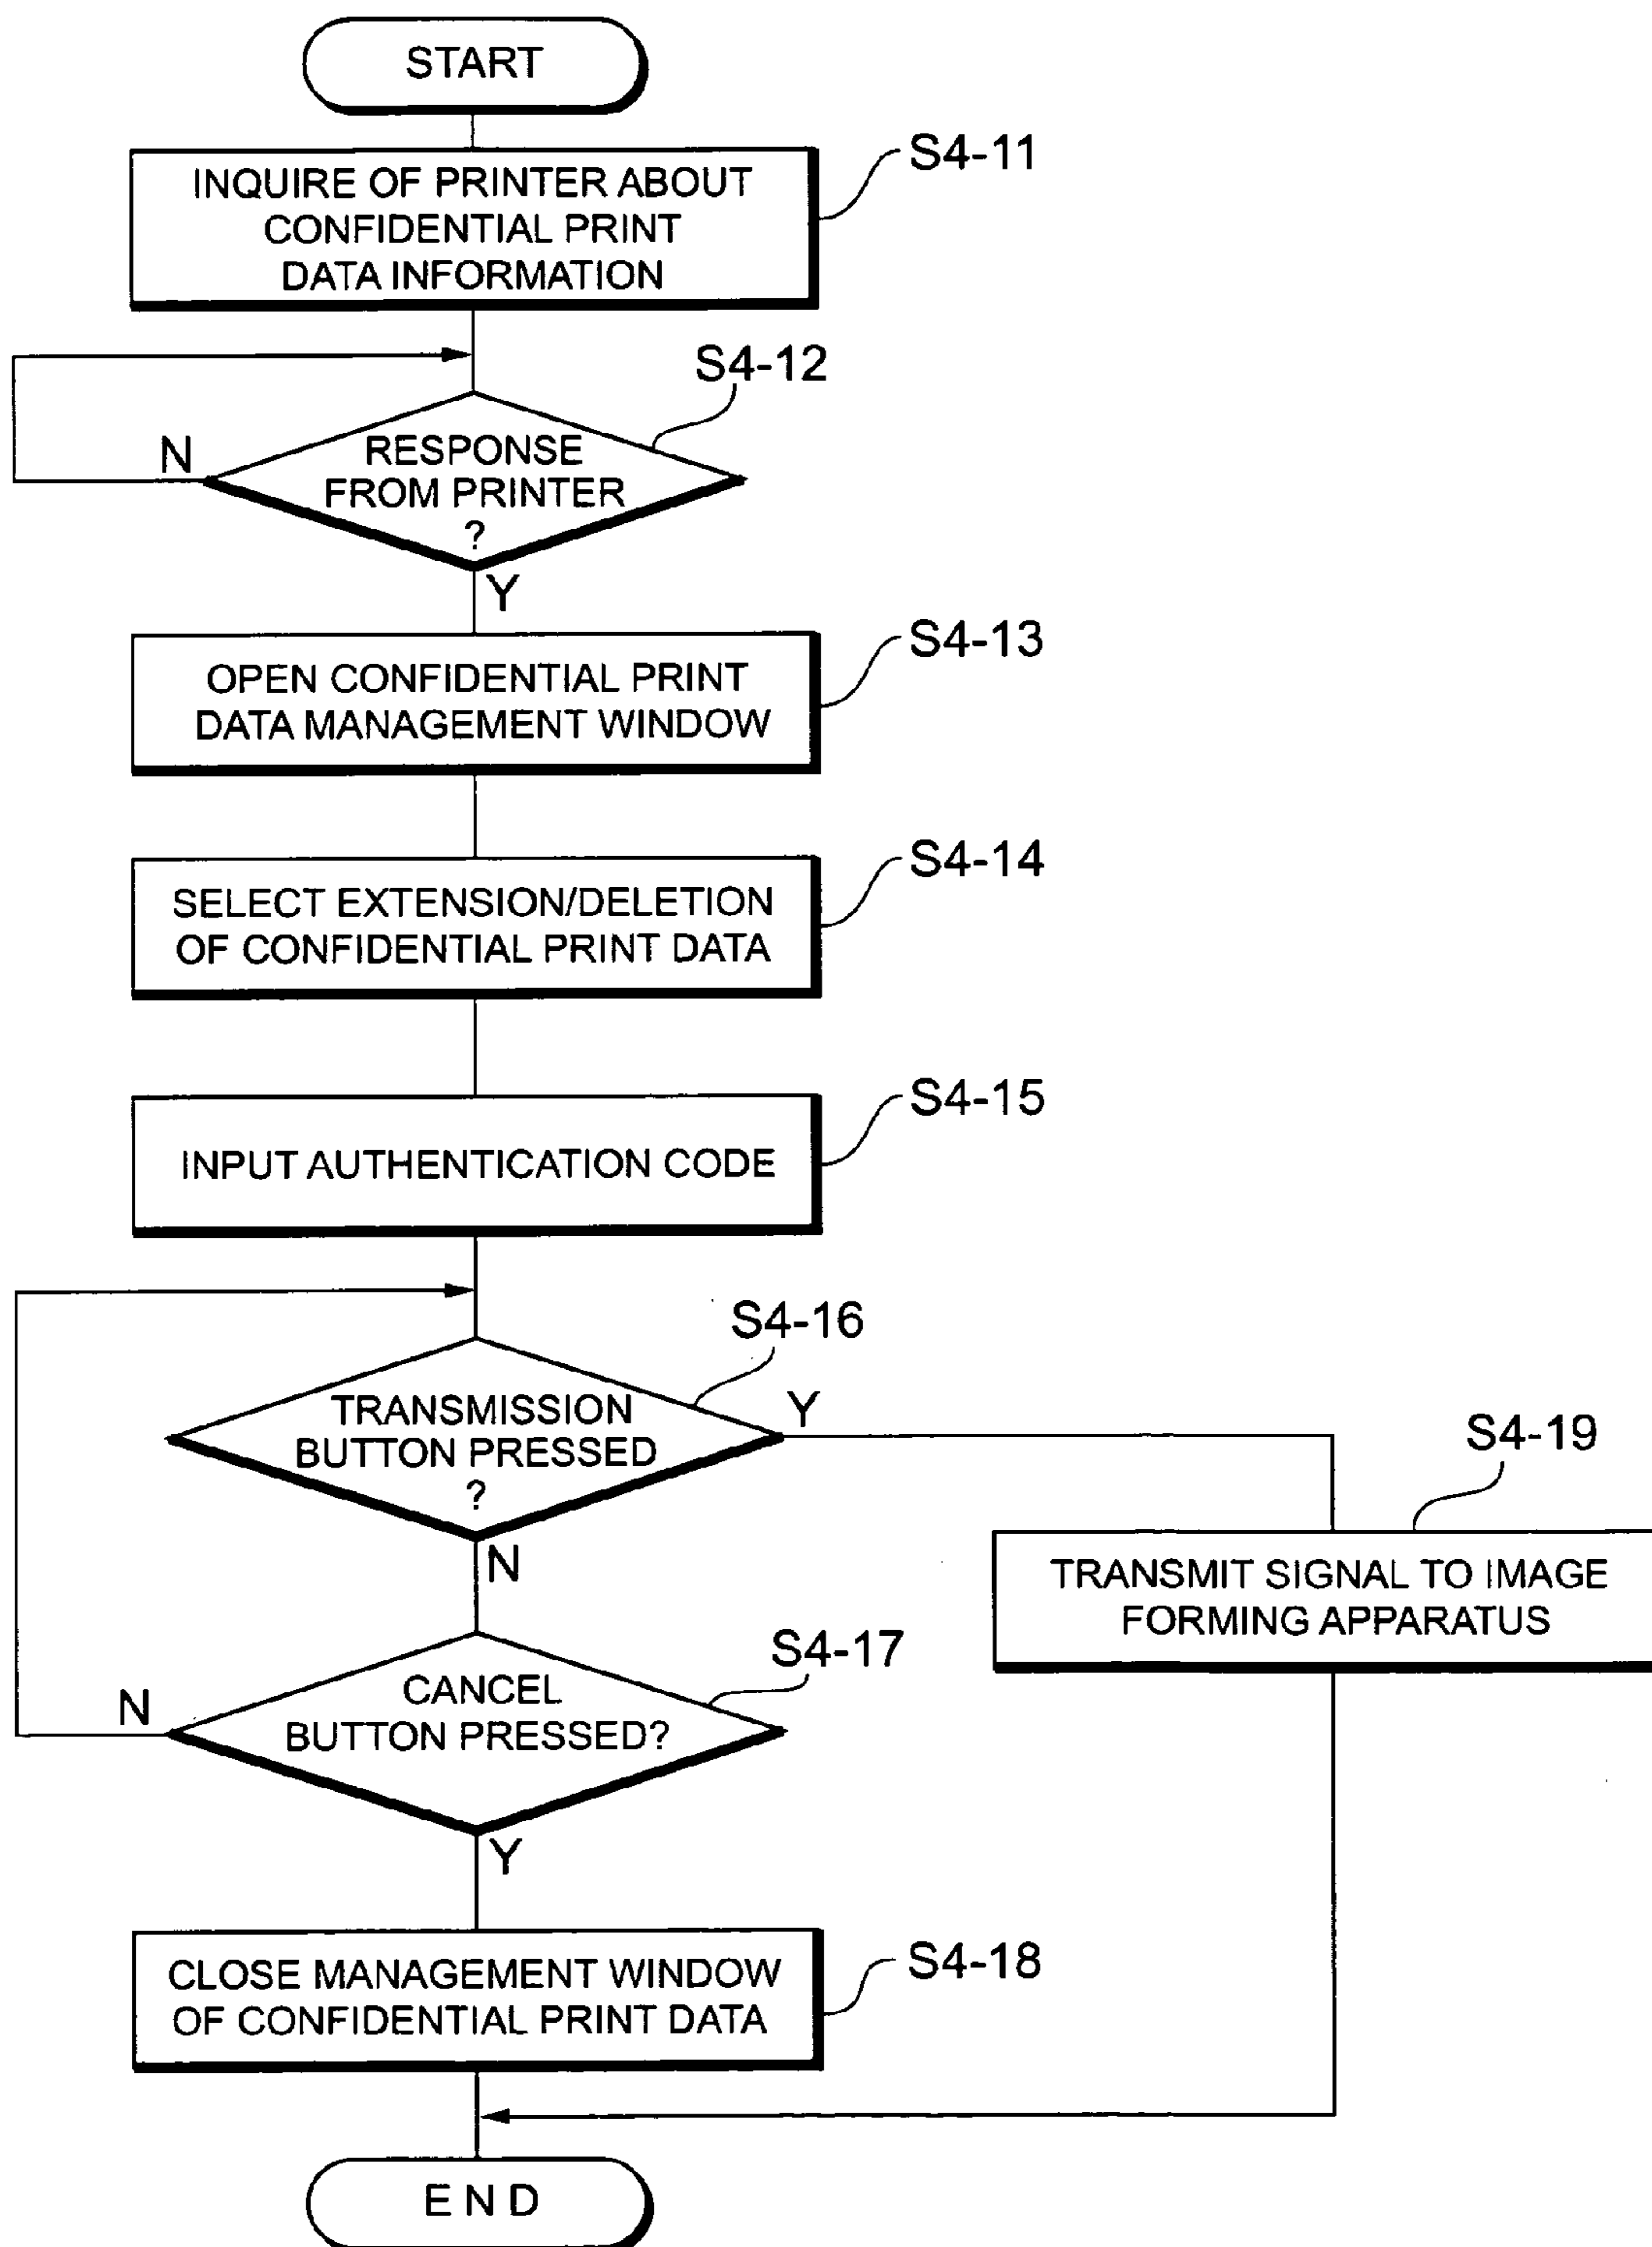 START
S4-11
INQUIRE OF PRINTER ABOUT
CONFIDENTIAL PRINT
DATA INFORMATION
S4-12
N
RESPONSE
FROM PRINTER
?
Y
S4-13
OPEN CONFIDENTIAL PRINT
DATA MANAGEMENT WINDOW
S4-14
SELECT EXTENSION/DELETION
OF CONFIDENTIAL PRINT DATA
S4-15
INPUT AUTHENTICATION CODE
S4-16
TRANSMISSION
BUTTON PRESSED
?
Y
N
S4-19
TRANSMIT SIGNAL TO IMAGE
FORMING APPARATUS
S4-17
N
CANCEL
BUTTON PRESSED?
Y
S4-18
CLOSE MANAGEMENT WINDOW
OF CONFIDENTIAL PRINT DATA
END